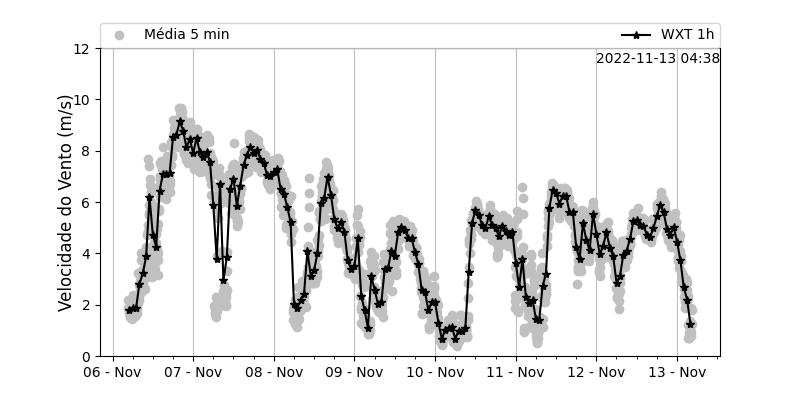 Média 5 min
WXT 1h
2022-11-13 04:38
Velocidade do Vento (m/s)
12
10
8
6
4
2
0
06 - Nov 07 - Nov 08 - Nov 09 - Nov 10 - Nov 11 - Nov 12 - Nov 13 - Nov